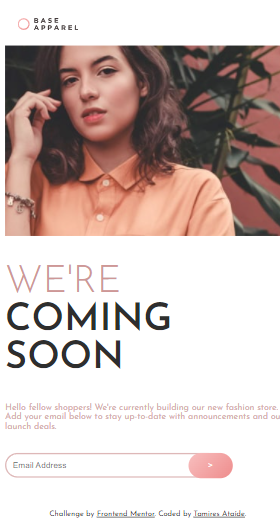 BASE
APPAREL
WE'RE
COMING
SOON
Hello fellow shoppers! We're currently building our new fashion store.
Add your email below to stay up-to-date with announcements and ou
launch deals.
Email Address
>
Challenge by Frontend Mentor. Coded by Tamires Ataide.